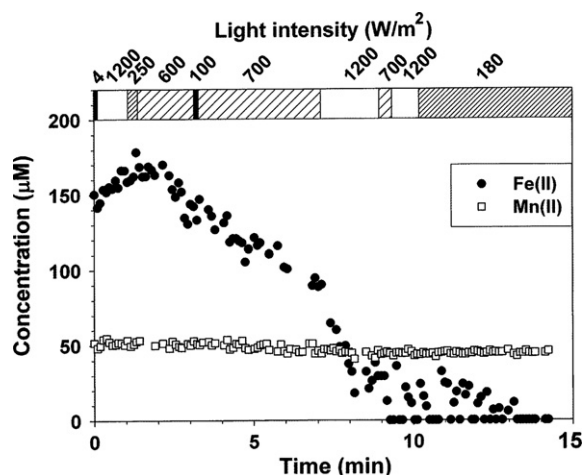 Light intensity (W/m²)
4 1200 250 600 100 700 1200 700 1200 180
200
150
100
50
0
Concentration (µM)
Fe(II)
Mn(II)
0 5 10 15
Time (min)